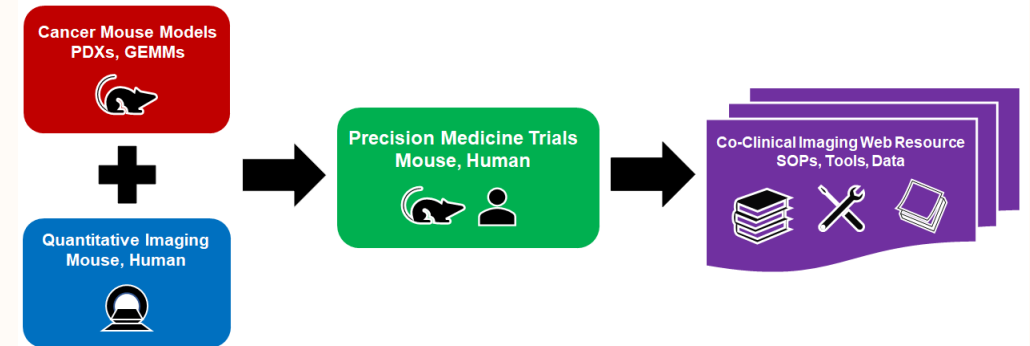 Cancer Mouse Models
PDXs, GEMMs
Quantitative Imaging
Mouse, Human
Precision Medicine Trials
Mouse, Human
Co-Clinical Imaging Web Resource
SOPs, Tools, Data